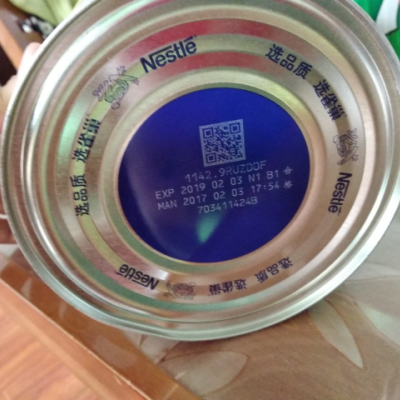 Nestlé
选品质 选雀巢
1142.9RUZDDF
EXP 2019 02 03 N1 B1
MAN 2017 02 03 17:54
703411424B
Nestlé
选品质 选雀巢
Nestlé
选品质 选雀巢